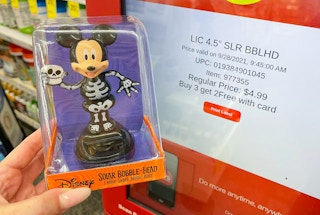 LIC 4.5" SLR BBLHD
Price valid on 9/28/2021, 9:45:00 AM
UPC: 019384901045
Item: 977355
Regular Price: $4.99
Buy 3 get 2Free with card
Disney
SOLAR BOBBLE-HEAD
Do more anytime, anywhere